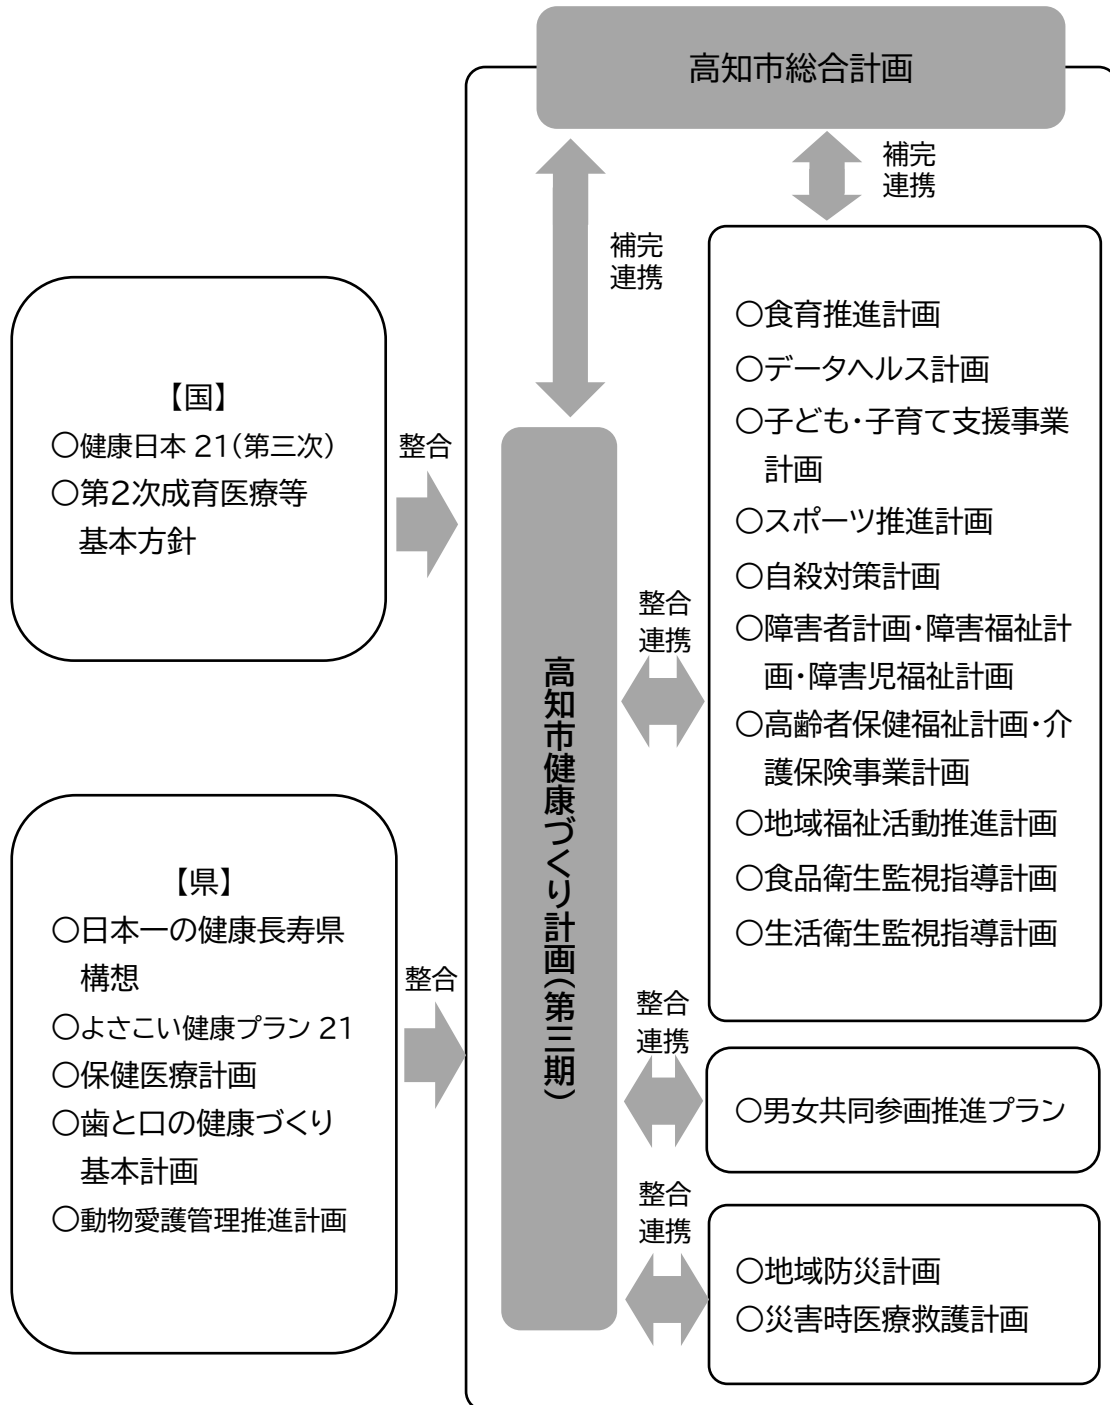 高知市総合計画
補完
連携
補完
連携
【国】
○健康日本 21(第三次)
○第2次成育医療等
基本方針
整合
【県】
○日本一の健康長寿県
構想
○よさこい健康プラン 21
○保健医療計画
○歯と口の健康づくり
基本計画
○動物愛護管理推進計画
整合
高知市健康づくり計画(第三期)
整合
連携
○食育推進計画
○データヘルス計画
○子ども・子育て支援事業
計画
○スポーツ推進計画
○自殺対策計画
○障害者計画・障害福祉計
画・障害児福祉計画
○高齢者保健福祉計画・介
護保険事業計画
○地域福祉活動推進計画
○食品衛生監視指導計画
○生活衛生監視指導計画
整合
連携
○男女共同参画推進プラン
整合
連携
○地域防災計画
○災害時医療救護計画